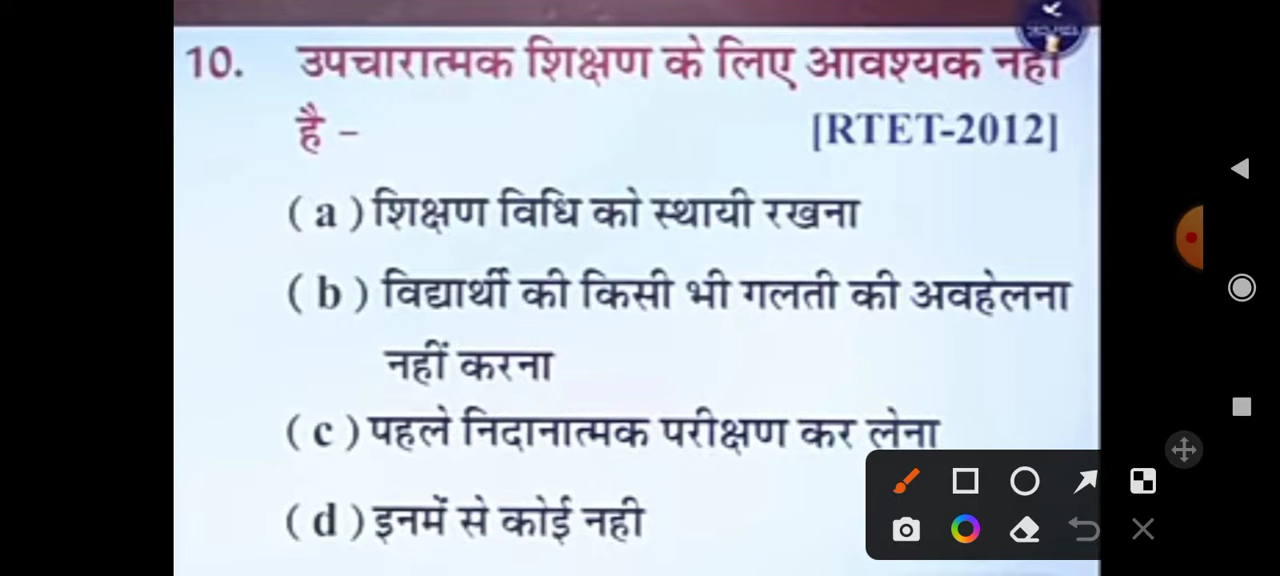 10. उपचारात्मक शिक्षण के लिए आवश्यक नहीं
है – [RTET-2012]
( a ) शिक्षण विधि को स्थायी रखना
( b ) विद्यार्थी की किसी भी गलती की अवहेलना
नहीं करना
( c ) पहले निदानात्मक परीक्षण कर लेना
( d ) इनमें से कोई नही